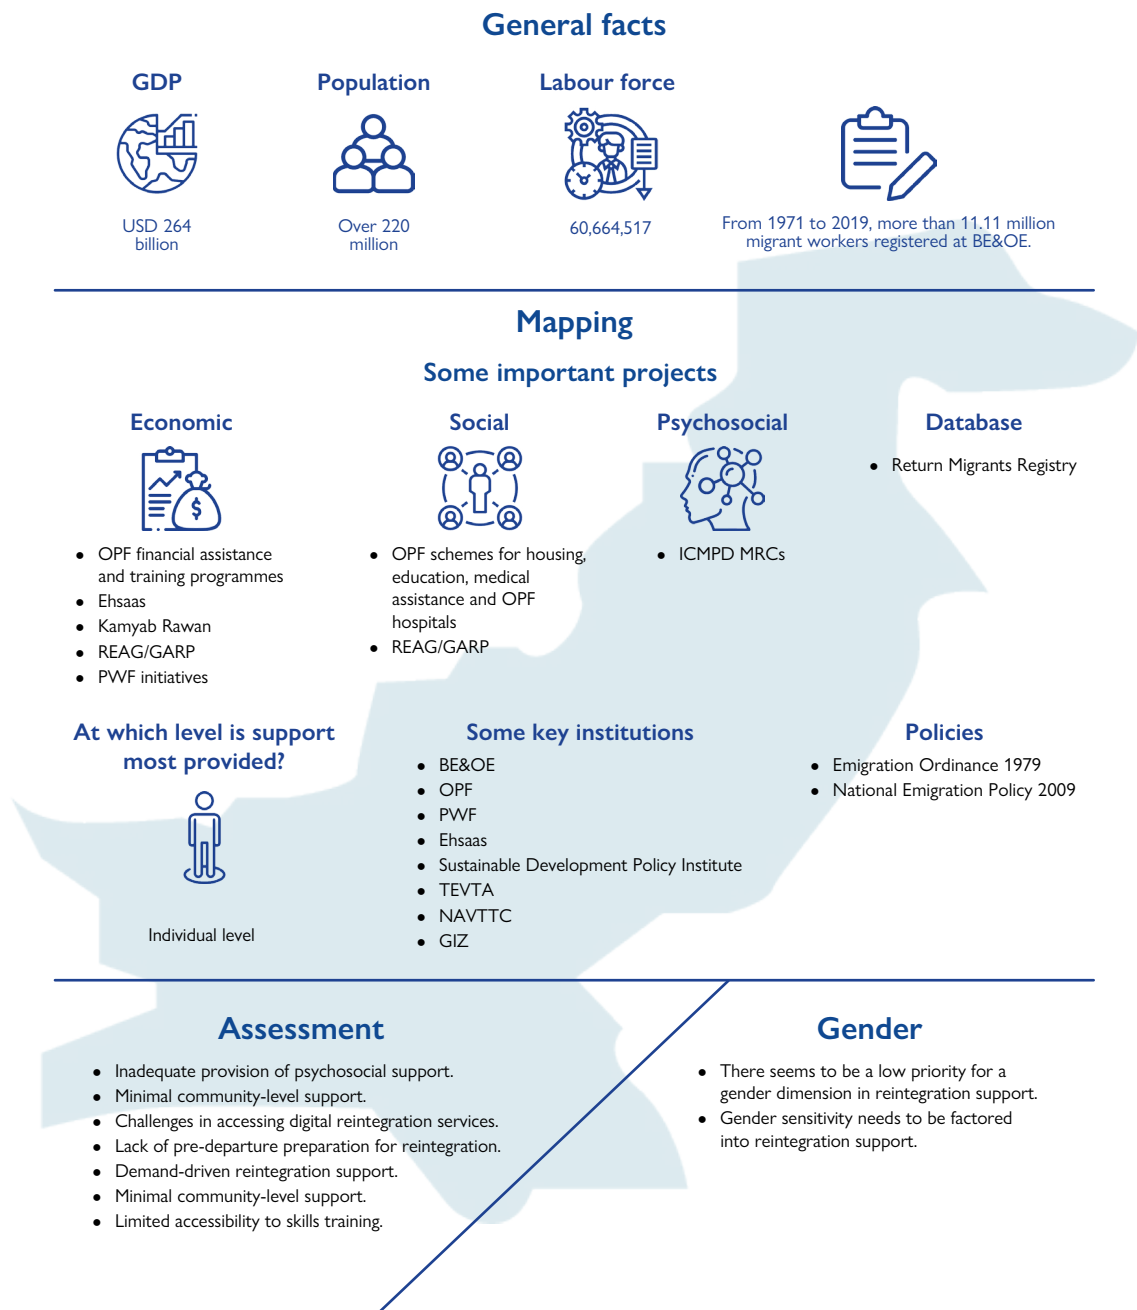 General facts
GDP
Population
Labour force
USD 264
billion
Over 220
million
60,664,517
From 1971 to 2019, more than 11.11 million
migrant workers registered at BE&OE.
Mapping
Some important projects
Economic
Social
Psychosocial
Database
● Return Migrants Registry
$
● OPF financial assistance
and training programmes
● Ehsaas
● Kamyab Rawan
● REAG/GARP
● PWF initiatives
● OPF schemes for housing,
education, medical
assistance and OPF
hospitals
● REAG/GARP
● ICMPD MRCs
At which level is support
most provided?
Individual level
Some key institutions
● BE&OE
● OPF
● PWF
● Ehsaas
● Sustainable Development Policy Institute
● TEVTA
● NAVTTC
● GIZ
Policies
● Emigration Ordinance 1979
● National Emigration Policy 2009
Assessment
● Inadequate provision of psychosocial support.
● Minimal community-level support.
● Challenges in accessing digital reintegration services.
● Lack of pre-departure preparation for reintegration.
● Demand-driven reintegration support.
● Minimal community-level support.
● Limited accessibility to skills training.
Gender
● There seems to be a low priority for a
gender dimension in reintegration support.
● Gender sensitivity needs to be factored
into reintegration support.